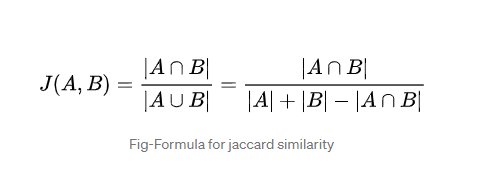 J(A, B) = |A ∩ B| / |A ∪ B| = |A ∩ B| / |A| + |B| − |A ∩ B|
Fig-Formula for jaccard similarity